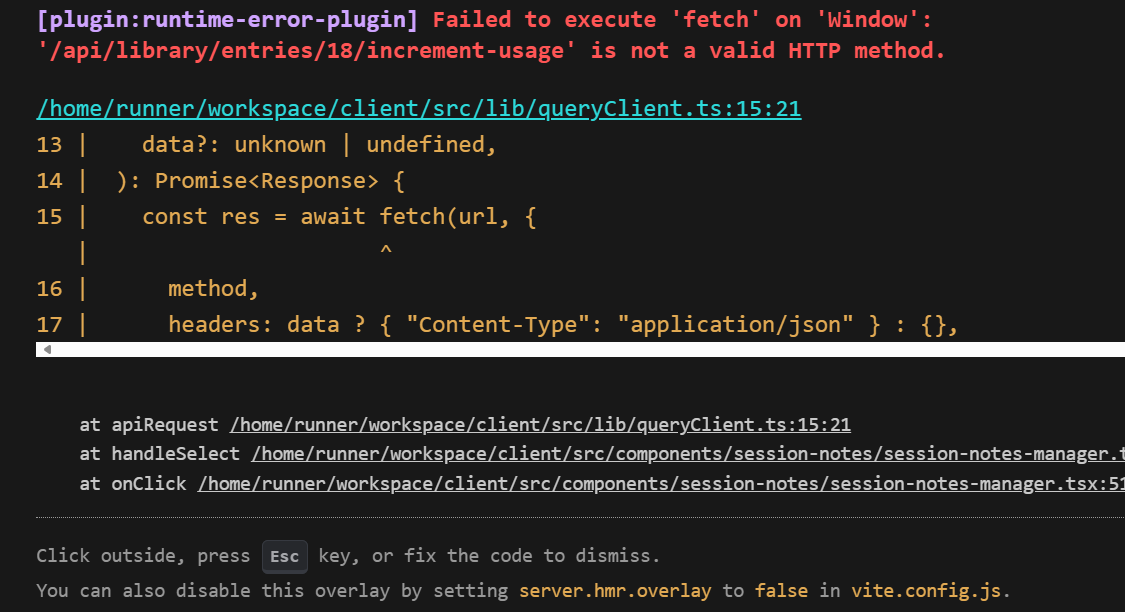 [plugin:runtime-error-plugin] Failed to execute 'fetch' on 'Window':
'/api/library/entries/18/increment-usage' is not a valid HTTP method.
/home/runner/workspace/client/src/lib/queryClient.ts:15:21
13 |    data?: unknown | undefined,
14 |  ): Promise<Response> {
15 |    const res = await fetch(url, {
   |                      ^
16 |      method,
17 |      headers: data ? { "Content-Type": "application/json" } : {},
at apiRequest /home/runner/workspace/client/src/lib/queryClient.ts:15:21
at handleSelect /home/runner/workspace/client/src/components/session-notes/session-notes-manager.t
at onClick /home/runner/workspace/client/src/components/session-notes/session-notes-manager.tsx:51
Click outside, press Esc key, or fix the code to dismiss.
You can also disable this overlay by setting server.hmr.overlay to false in vite.config.js.